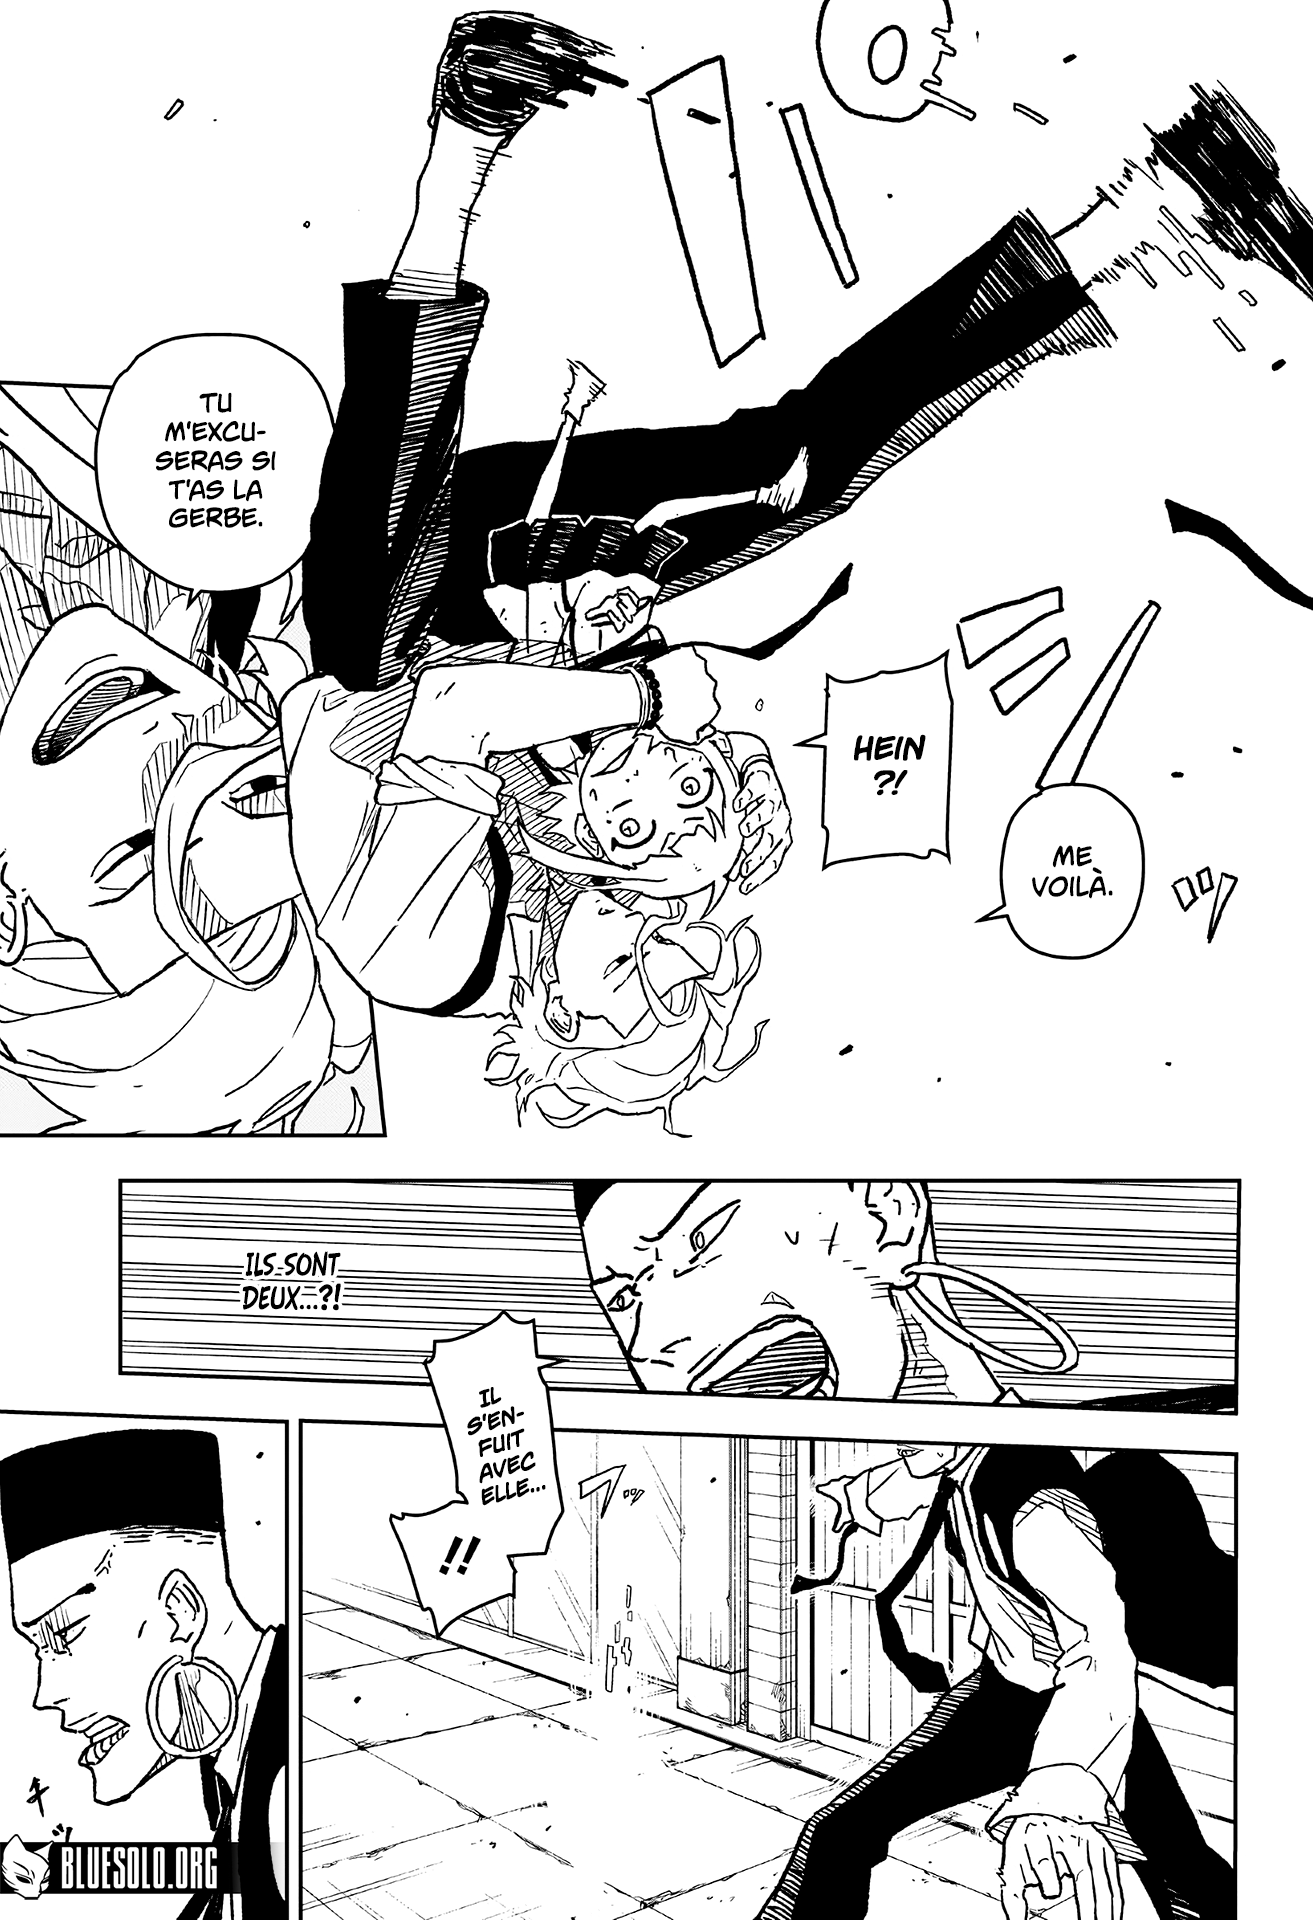 ME
VOILÀ.
HEIN
?!
TU
M'EXCU-
SERAS SI
T'AS LA
GERBE.
ILS SONT
DEUX...?!
IL
S'EN-
FUIT
AVEC
ELLE...
!!
BLUESOLO.ORG